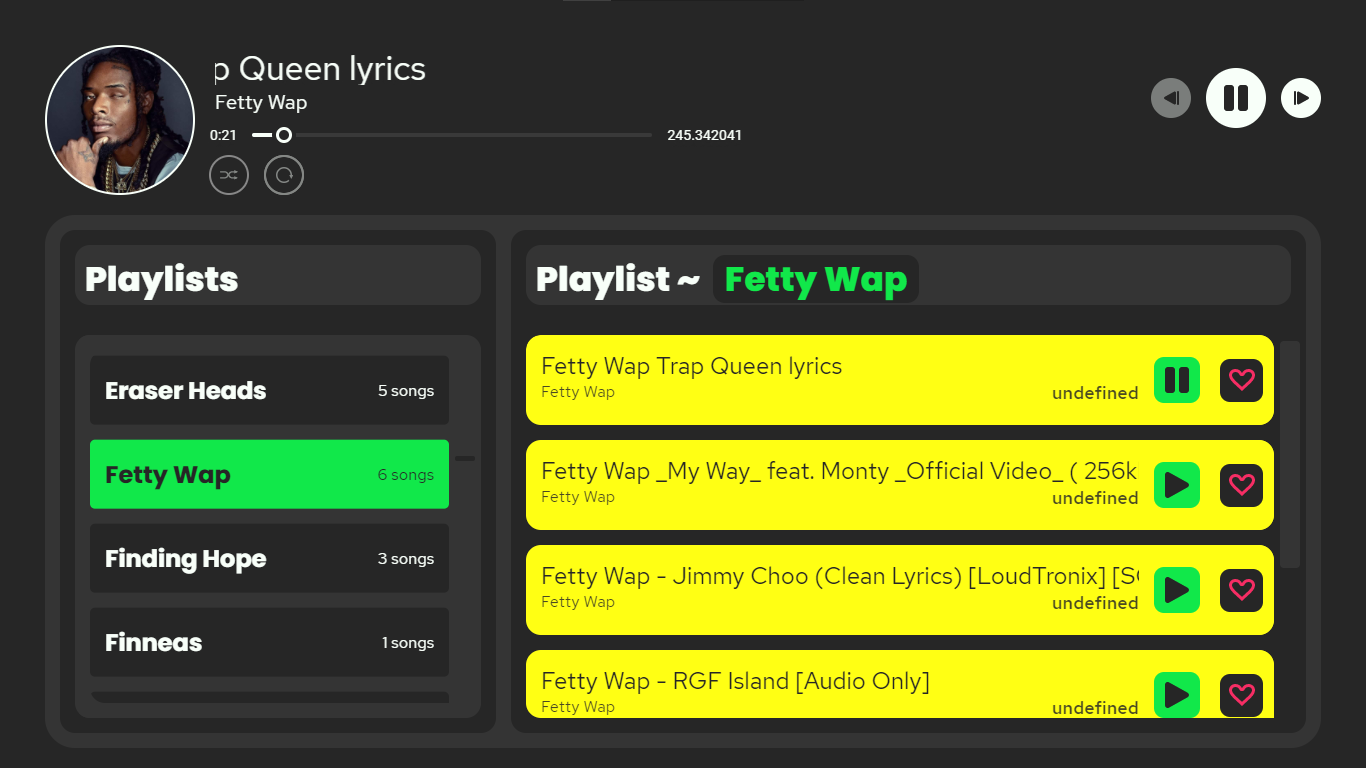 p Queen lyrics
Fetty Wap
0:21 245.342041
Playlists
Eraser Heads 5 songs
Fetty Wap 6 songs
Finding Hope 3 songs
Finneas 1 songs
Playlist ~ Fetty Wap
Fetty Wap Trap Queen lyrics
Fetty Wap undefined
Fetty Wap _My Way_ feat. Monty _Official Video_ ( 256k
Fetty Wap undefined
Fetty Wap - Jimmy Choo (Clean Lyrics) [LoudTronix] [S
Fetty Wap undefined
Fetty Wap - RGF Island [Audio Only]
Fetty Wap undefined